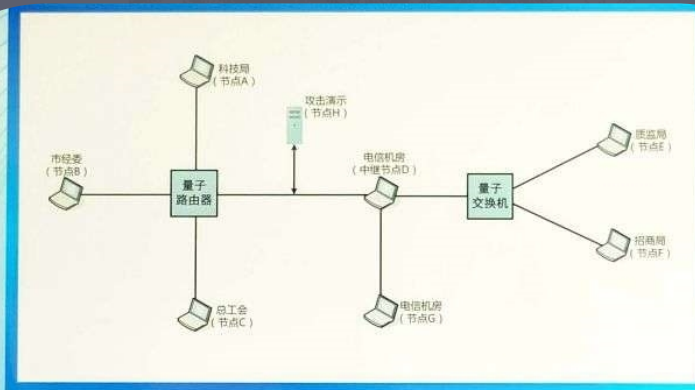 科技局
（节点A）
攻击演示
（节点H）
市经委
（节点B）
电信机房
（中继节点D）
质监局
（节点E）
量子
路由器
量子
交换机
招商局
（节点F）
总工会
（节点C）
电信机房
（节点G）